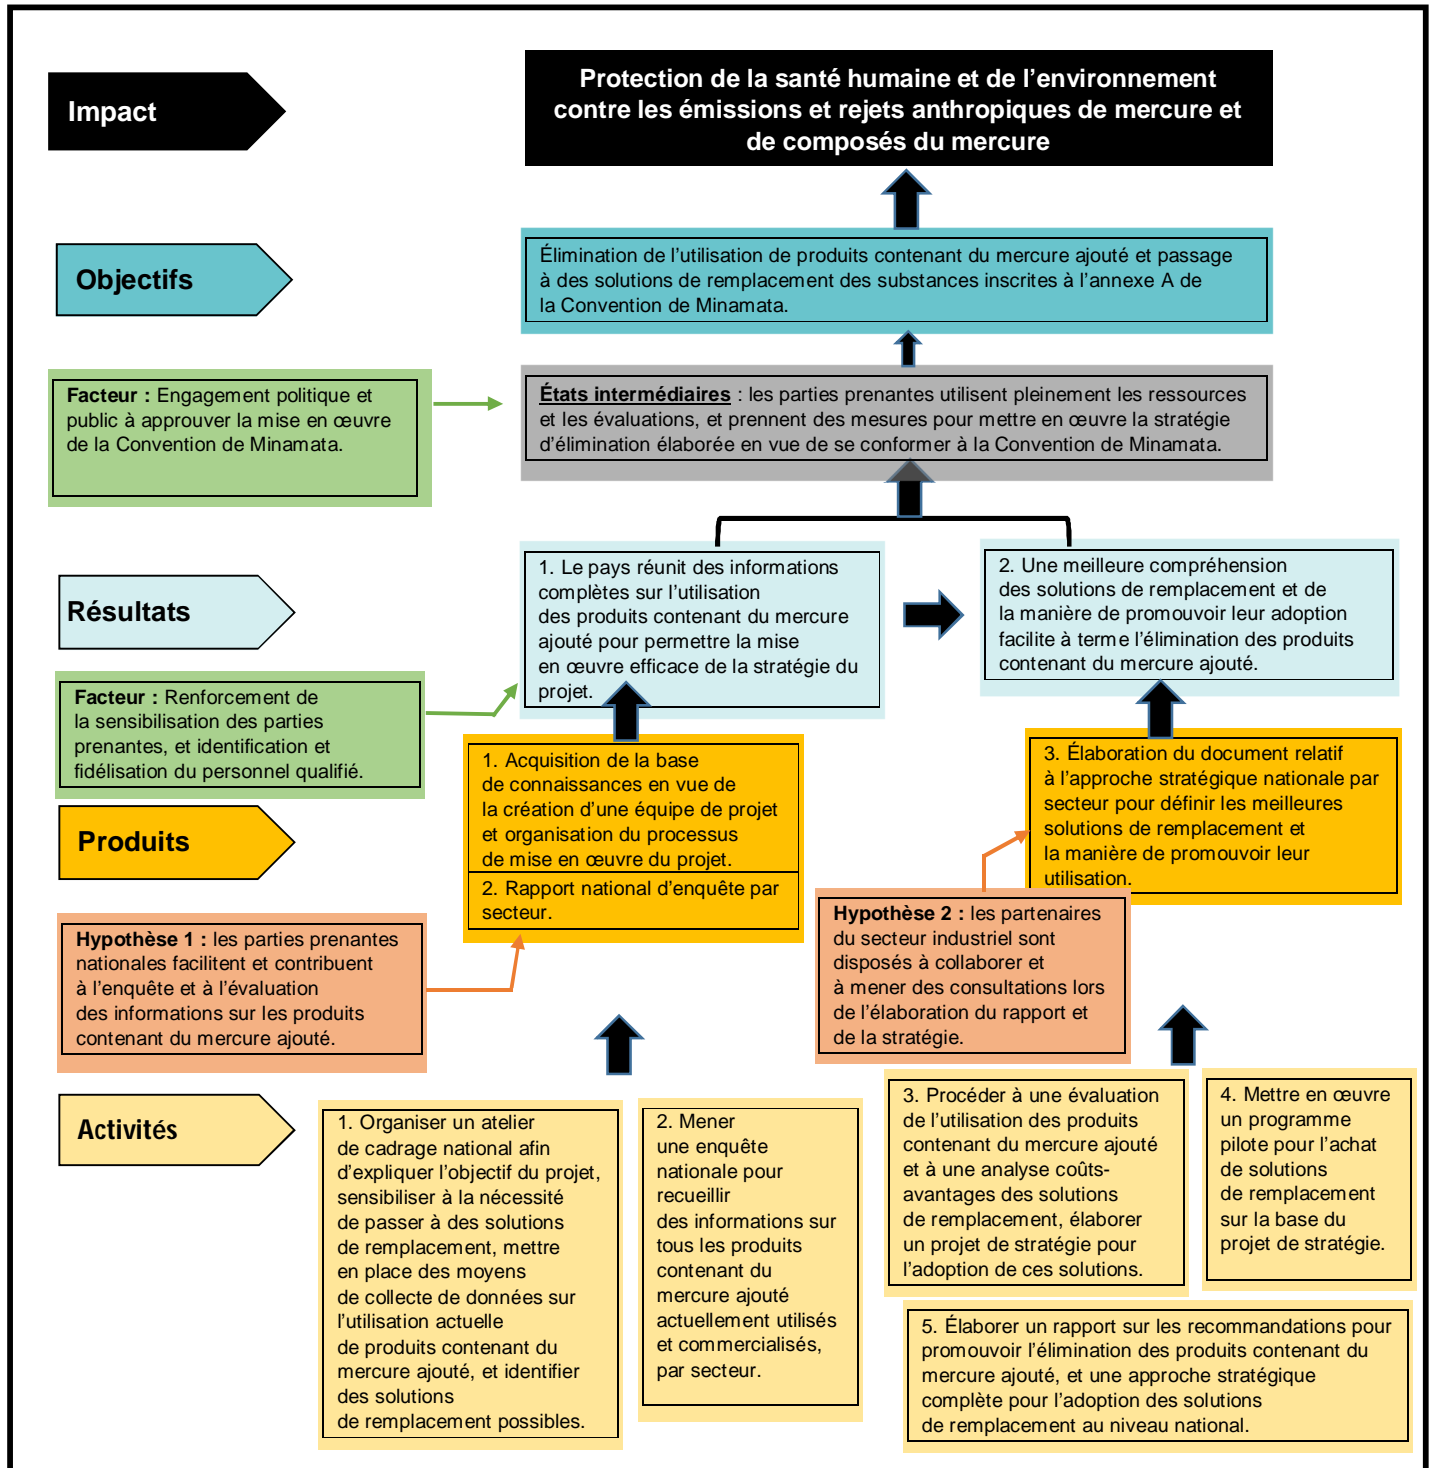 Impact
Protection de la santé humaine et de l’environnement
contre les émissions et rejets anthropiques de mercure et
de composés du mercure
Objectifs
Élimination de l’utilisation de produits contenant du mercure ajouté et passage
à des solutions de remplacement des substances inscrites à l’annexe A de
la Convention de Minamata.
Facteur : Engagement politique et
public à approuver la mise en œuvre
de la Convention de Minamata.
États intermédiaires : les parties prenantes utilisent pleinement les ressources
et les évaluations, et prennent des mesures pour mettre en œuvre la stratégie
d’élimination élaborée en vue de se conformer à la Convention de Minamata.
Résultats
1. Le pays réunit des informations
complètes sur l’utilisation
des produits contenant du mercure
ajouté pour permettre la mise
en œuvre efficace de la stratégie du
projet.
2. Une meilleure compréhension
des solutions de remplacement et de
la manière de promouvoir leur adoption
facilite à terme l’élimination des produits
contenant du mercure ajouté.
Facteur : Renforcement de
la sensibilisation des parties
prenantes, et identification et
fidélisation du personnel qualifié.
Produits
1. Acquisition de la base
de connaissances en vue de
la création d’une équipe de projet
et organisation du processus
de mise en œuvre du projet.
2. Rapport national d’enquête par
secteur.
3. Élaboration du document relatif
à l’approche stratégique nationale par
secteur pour définir les meilleures
solutions de remplacement et
la manière de promouvoir leur
utilisation.
Hypothèse 1 : les parties prenantes
nationales facilitent et contribuent
à l’enquête et à l’évaluation
des informations sur les produits
contenant du mercure ajouté.
Hypothèse 2 : les partenaires
du secteur industriel sont
disposés à collaborer et
à mener des consultations lors
de l’élaboration du rapport et
de la stratégie.
Activités
1. Organiser un atelier
de cadrage national afin
d’expliquer l’objectif du projet,
sensibiliser à la nécessité
de passer à des solutions
de remplacement, mettre
en place des moyens
de collecte de données sur
l’utilisation actuelle
de produits contenant du
mercure ajouté, et identifier
des solutions
de remplacement possibles.
2. Mener
une enquête
nationale pour
recueillir
des informations sur
tous les produits
contenant du
mercure ajouté
actuellement utilisés
et commercialisés,
par secteur.
3. Procéder à une évaluation
de l’utilisation des produits
contenant du mercure ajouté
et à une analyse coûts-
avantages des solutions
de remplacement, élaborer
un projet de stratégie pour
l’adoption de ces solutions.
4. Mettre en œuvre
un programme
pilote pour l’achat
de solutions
de remplacement
sur la base du
projet de stratégie.
5. Élaborer un rapport sur les recommandations pour
promouvoir l’élimination des produits contenant du
mercure ajouté, et une approche stratégique
complète pour l’adoption des solutions
de remplacement au niveau national.